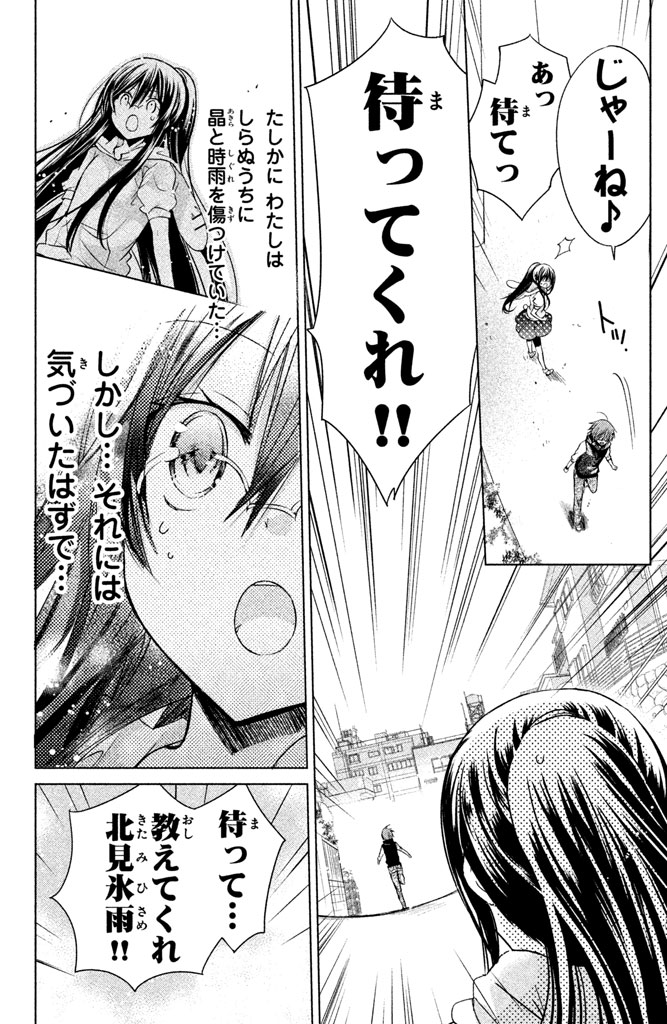 じゃーね♪
あっ
待てっ
トッ
待ってくれ!!
たしかに わたしは
しらぬうちに
晶と時雨を傷つけていた…
しかし… それには
気づいたはずで…
待って…
教えてくれ
北見氷雨!!